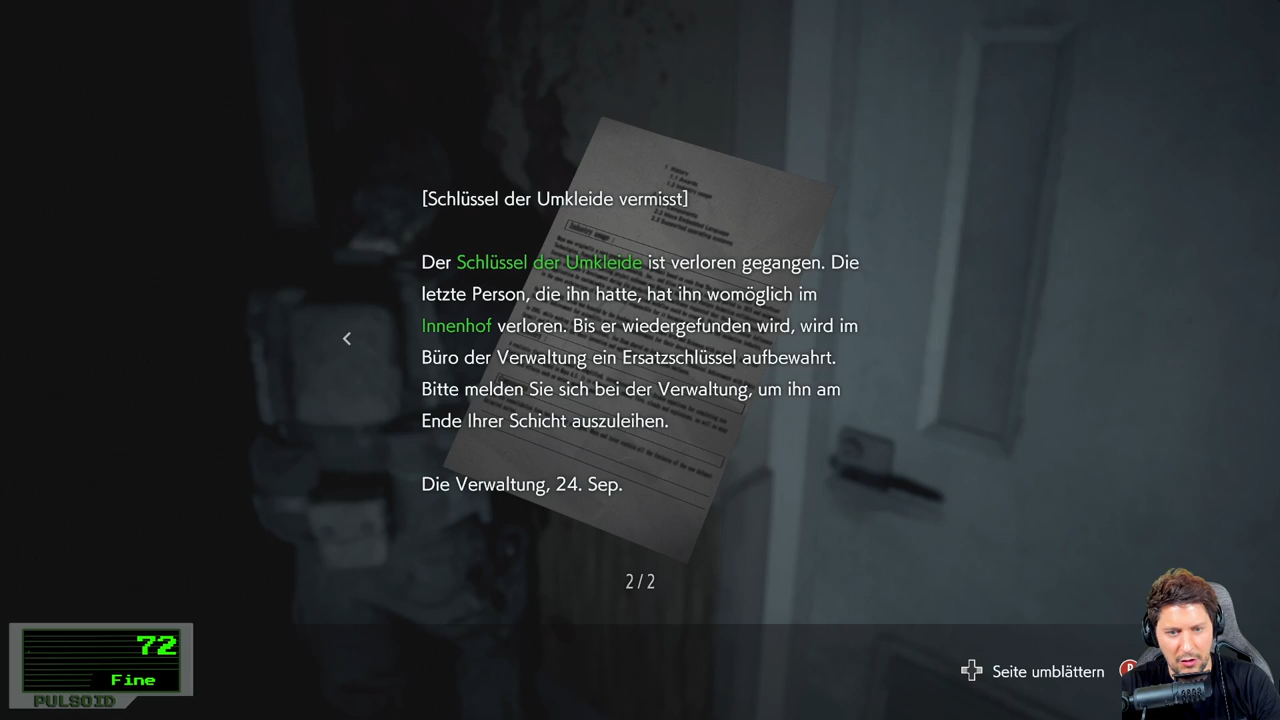 [Schlüssel der Umkleide vermisst]
Der Schlüssel der Umkleide ist verloren gegangen. Die
letzte Person, die ihn hatte, hat ihn womöglich im
Innenhof verloren. Bis er wiedergefunden wird, wird im
Büro der Verwaltung ein Ersatzschlüssel aufbewahrt.
Bitte melden Sie sich bei der Verwaltung, um ihn am
Ende Ihrer Schicht auszuleihen.
Die Verwaltung, 24. Sep.
2 / 2
72
Fine
PULSOID
Seite umblättern